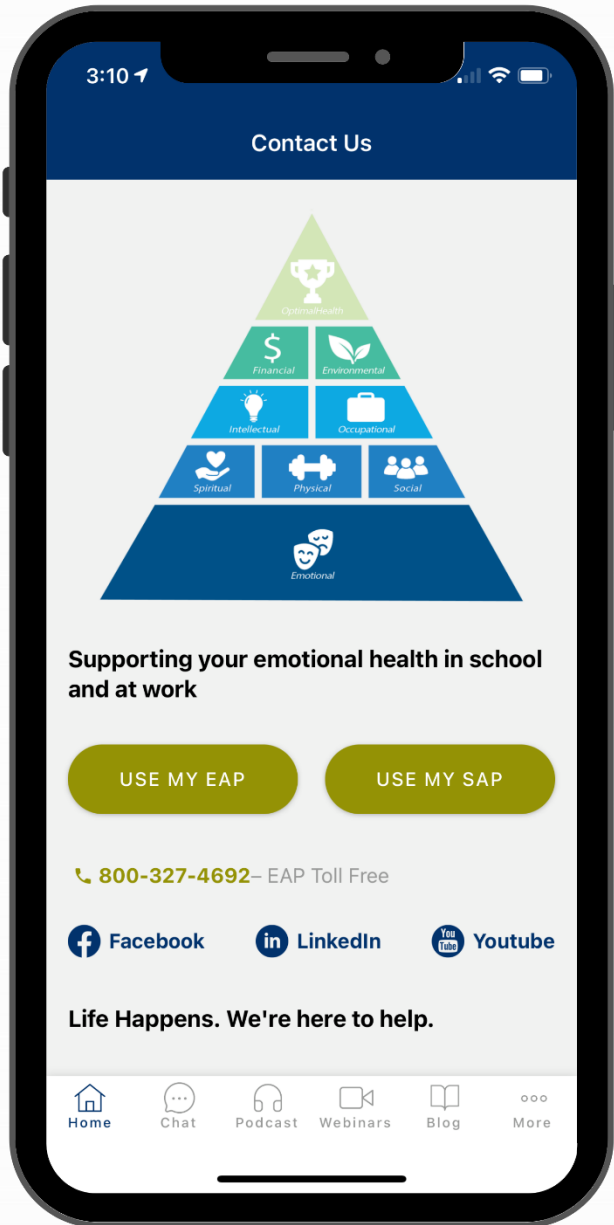 3:10
Contact Us
OptimalHealth
$
Financial
Environmental
Intellectual
Occupational
Spiritual
Physical
Social
Emotional
Supporting your emotional health in school
and at work
USE MY EAP
USE MY SAP
800-327-4692– EAP Toll Free
f Facebook
in LinkedIn
You
Tube
Youtube
Life Happens. We're here to help.
Home
Chat
Podcast
Webinars
Blog
More